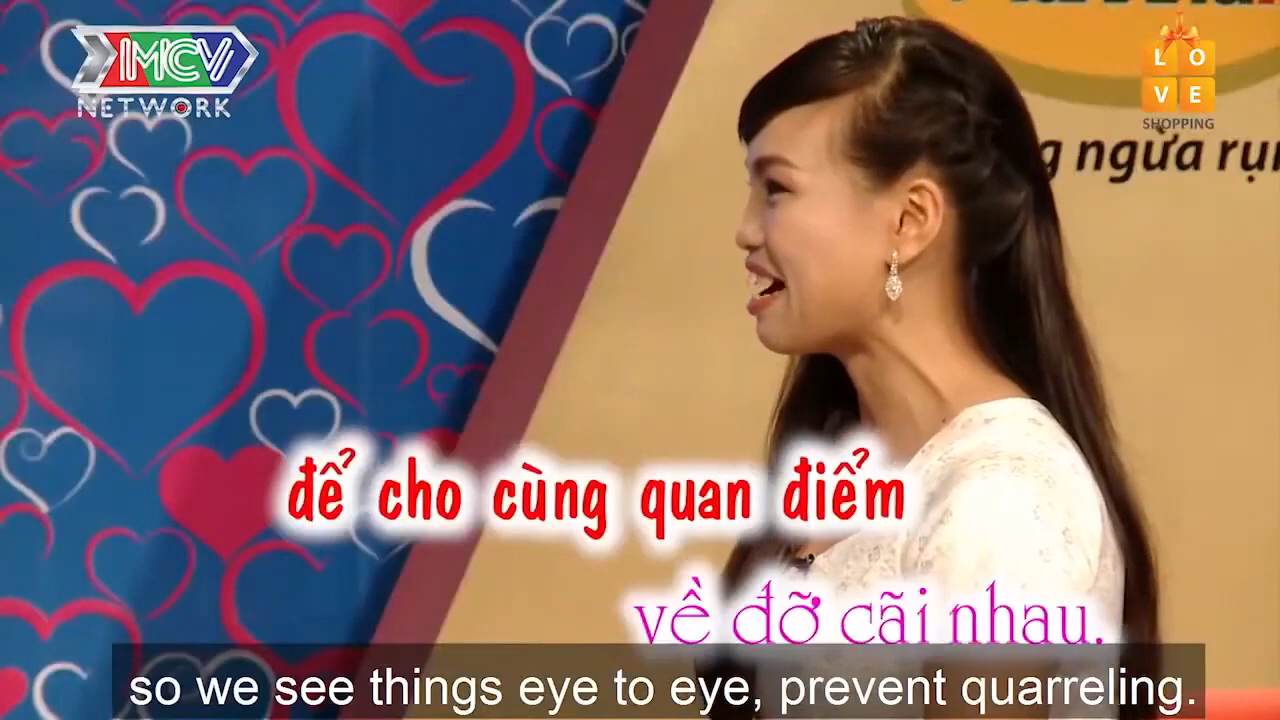 MCV
NETWORK
LOVE
SHOPPING
ngừa
để cho cùng quan điểm
về đỡ cãi nhau.
so we see things eye to eye, prevent quarreling.